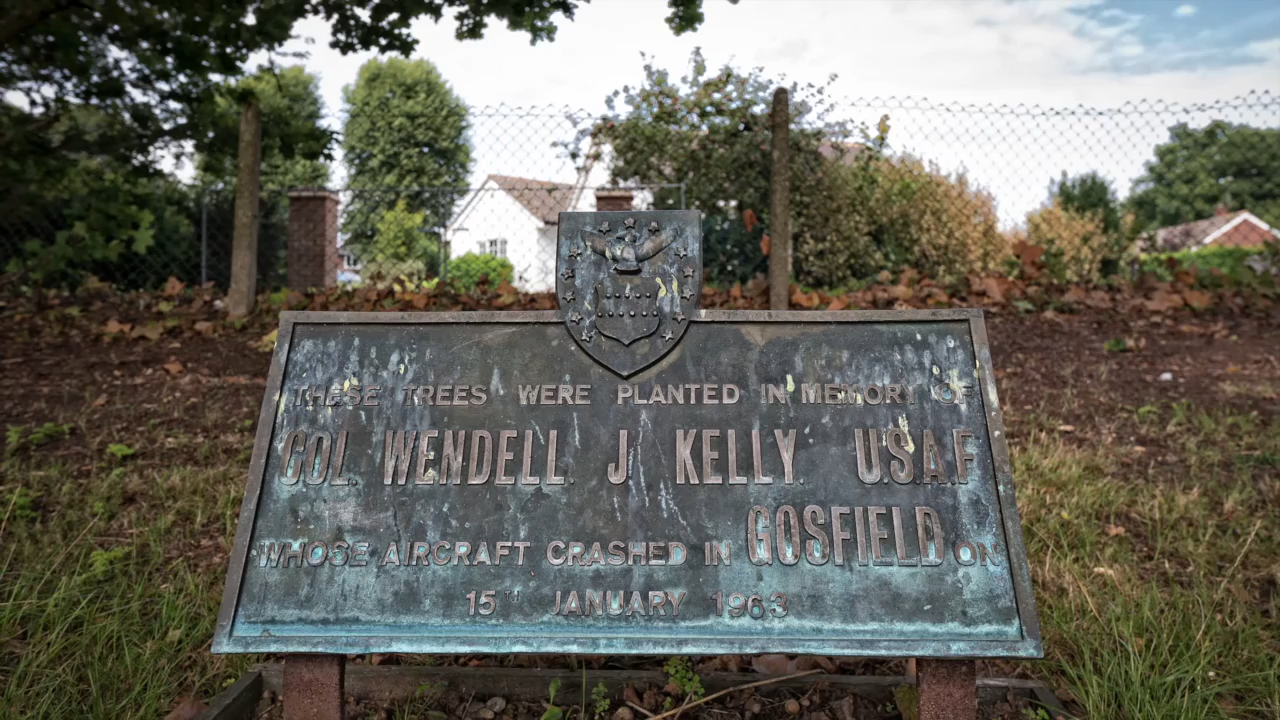 THESE TREES WERE PLANTED IN MEMORY OF
COL. WENDELL. J. KELLY. U.S.A.F
WHOSE AIRCRAFT CRASHED IN GOSFIELD ON
15TH JANUARY 1963